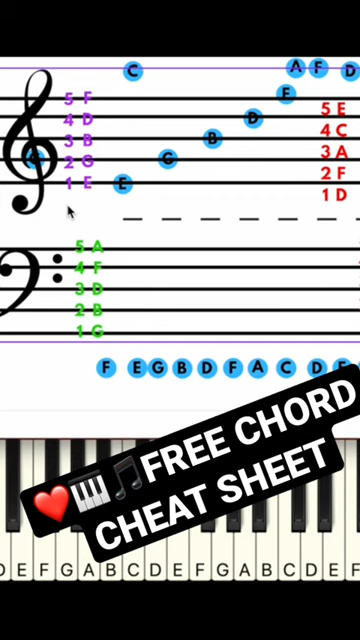 C A F D
5 F
4 D
3 B
2 G
1 E
E G B D F
5 E
4 C
3 A
2 F
1 D
5 A
4 F
3 D
2 B
1 G
F E G B D F A C D E
FREE CHORD
CHEAT SHEET
D E F G A B C D E F G A B C D E F